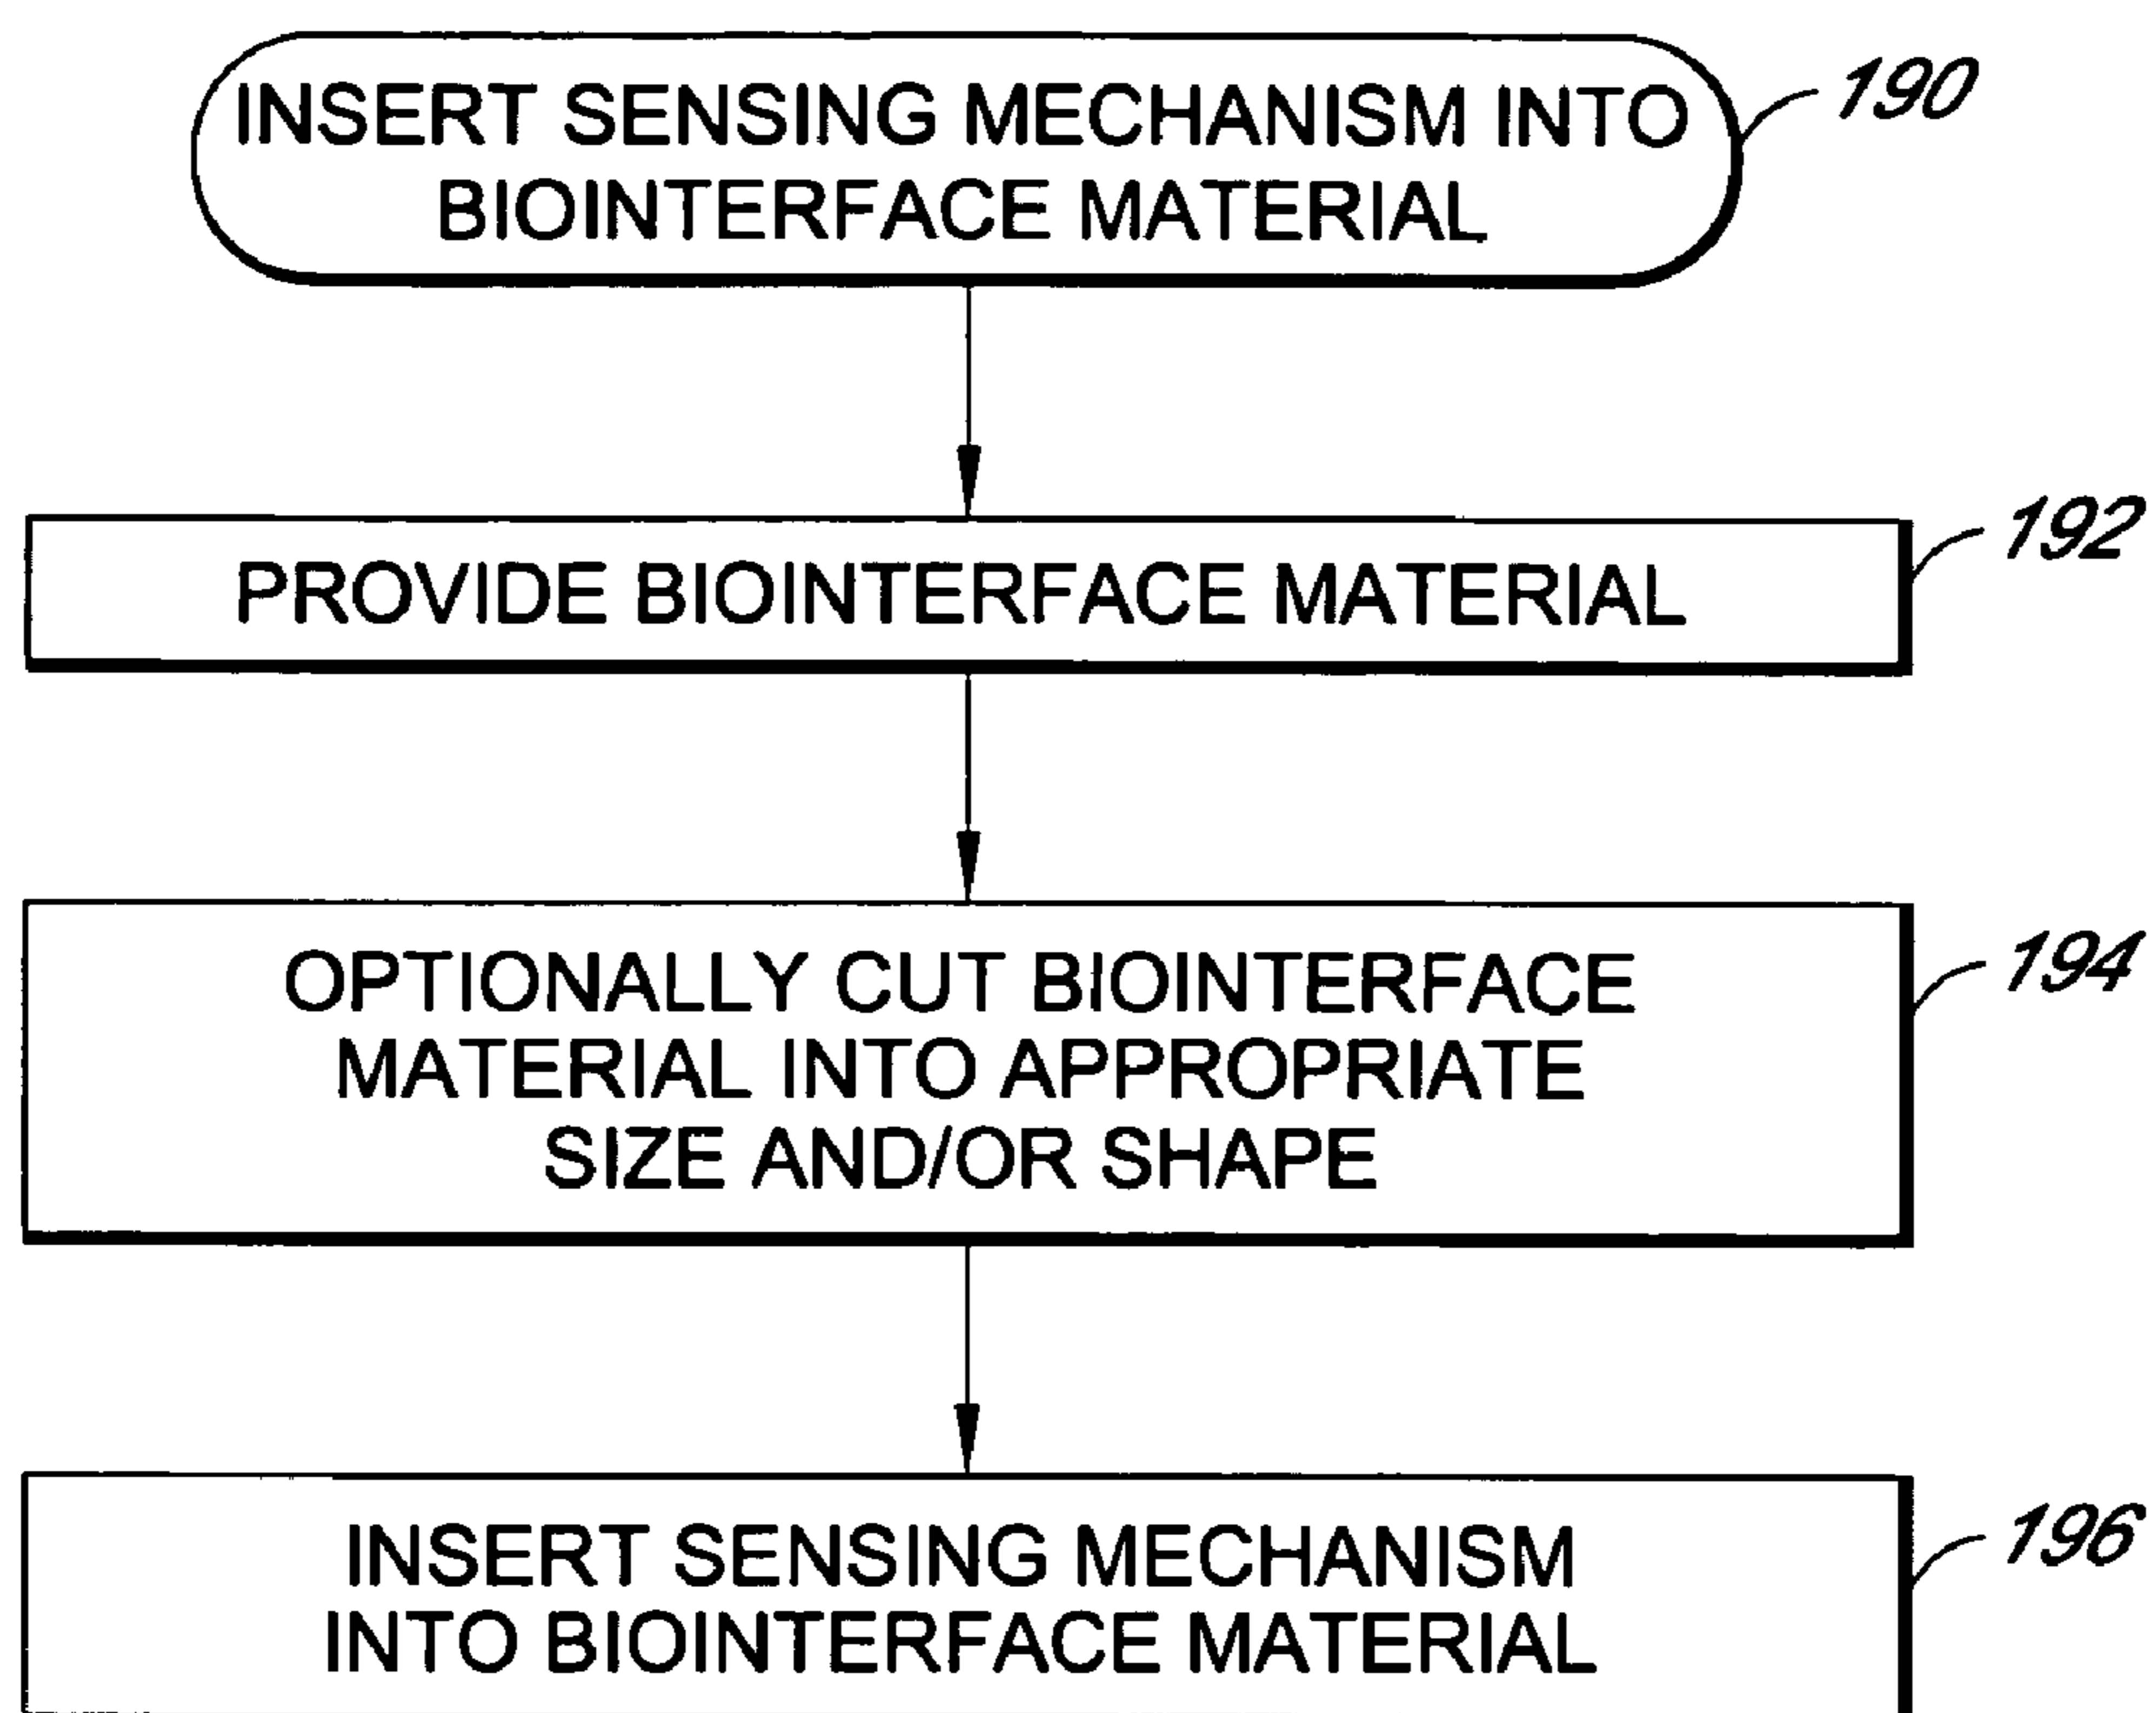 INSERT SENSING MECHANISM INTO
BIOINTERFACE MATERIAL
190
PROVIDE BIOINTERFACE MATERIAL
192
OPTIONALLY CUT BIOINTERFACE
MATERIAL INTO APPROPRIATE
SIZE AND/OR SHAPE
194
INSERT SENSING MECHANISM
INTO BIOINTERFACE MATERIAL
196